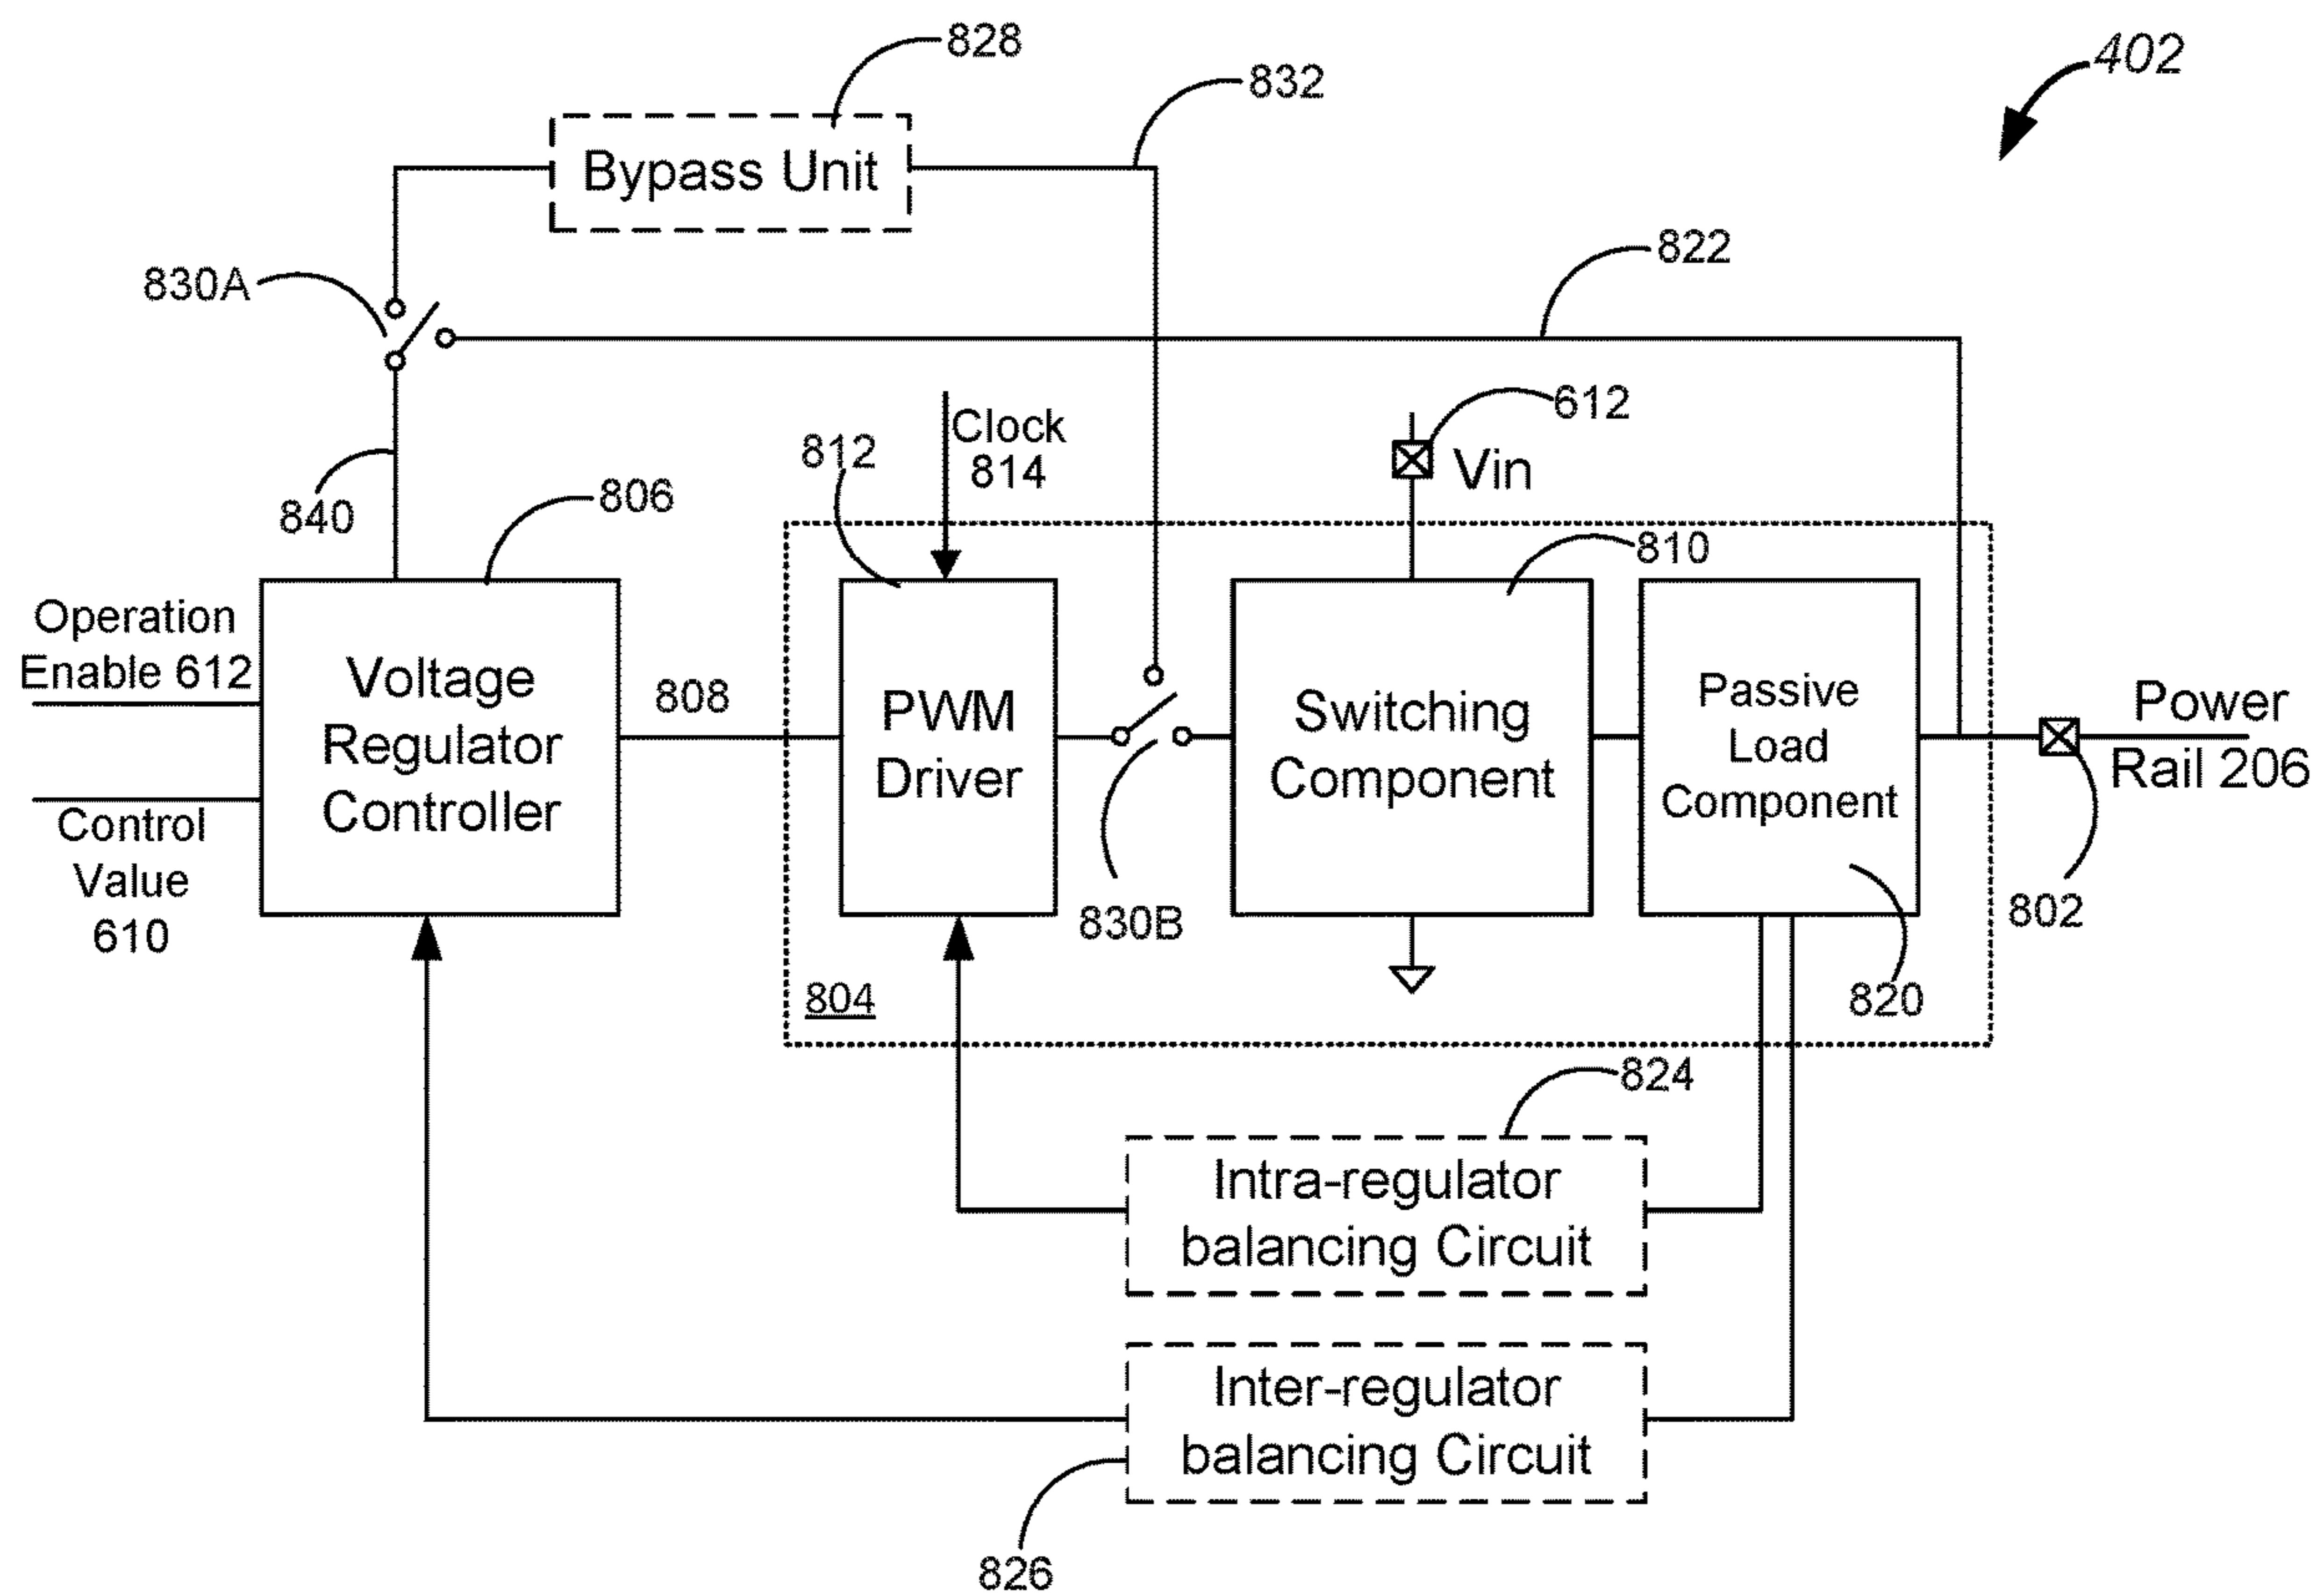 828
402
832
Bypass Unit
822
830A
612
Clock
814
812
Vin
806
840
810
Operation
Enable 612
Voltage
Regulator
Controller
808
PWM
Driver
Switching
Component
Passive
Load
Component
Power
Rail 206
Control
Value
610
830B
802
804
820
824
Intra-regulator
balancing Circuit
Inter-regulator
balancing Circuit
826